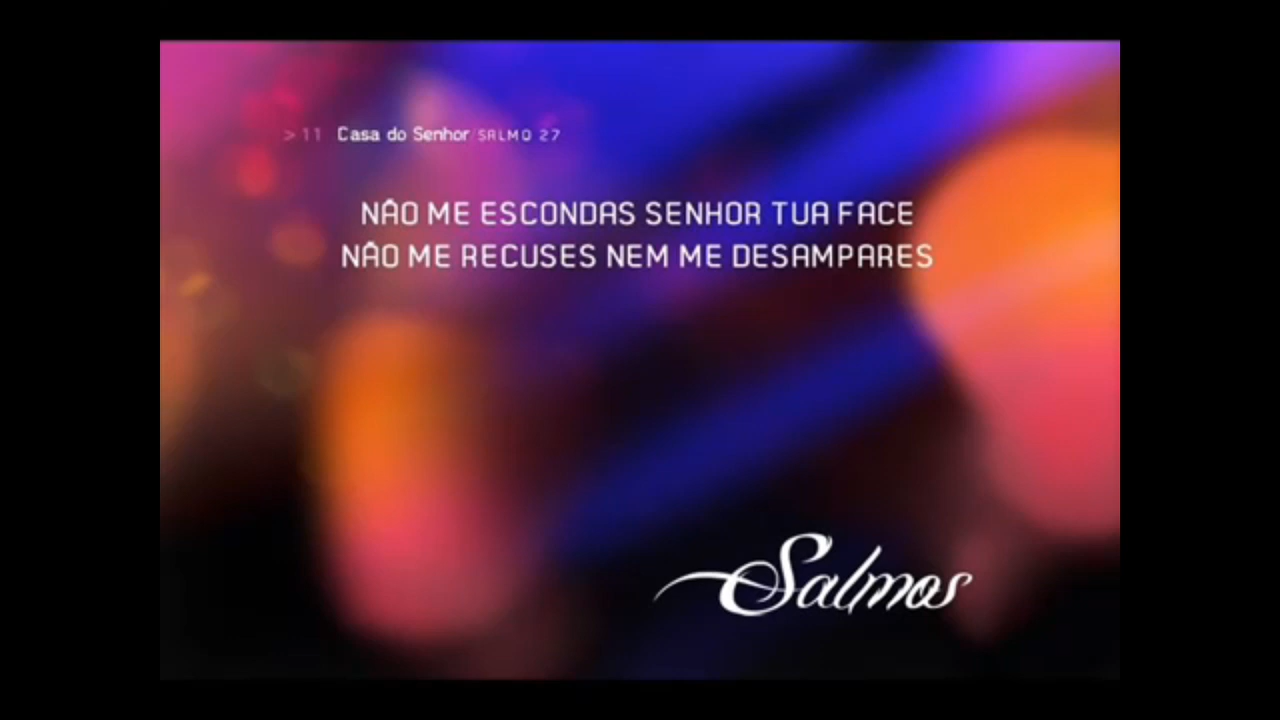 > 11 Casa do Senhor / SALMO 27
NÃO ME ESCONDAS SENHOR TUA FACE
NÃO ME RECUSES NEM ME DESAMPARES
Salmos